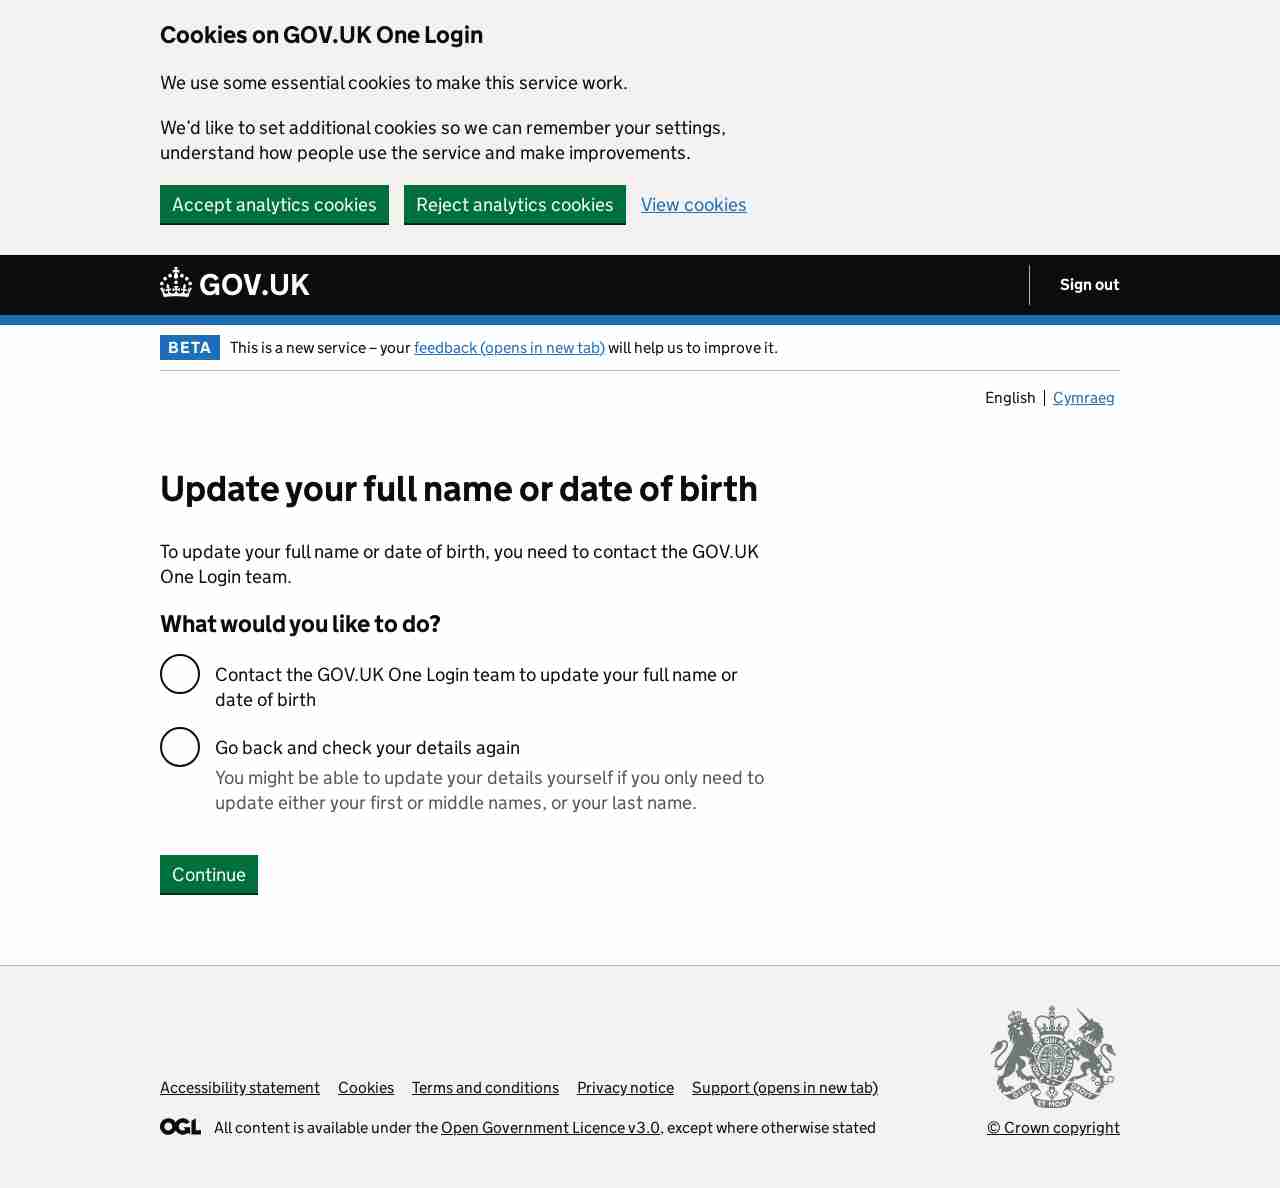 Cookies on GOV.UK One Login
We use some essential cookies to make this service work.
We’d like to set additional cookies so we can remember your settings,
understand how people use the service and make improvements.
Accept analytics cookies Reject analytics cookies View cookies
GOV.UK Sign out
BETA This is a new service – your feedback (opens in new tab) will help us to improve it.
English Cymraeg
Update your full name or date of birth
To update your full name or date of birth, you need to contact the GOV.UK
One Login team.
What would you like to do?
Contact the GOV.UK One Login team to update your full name or
date of birth
Go back and check your details again
You might be able to update your details yourself if you only need to
update either your first or middle names, or your last name.
Continue
Accessibility statement Cookies Terms and conditions Privacy notice Support (opens in new tab)
OGL All content is available under the Open Government Licence v3.0, except where otherwise stated
© Crown copyright